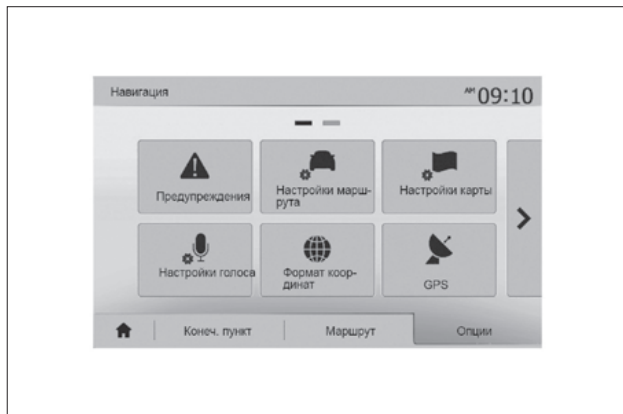 Навигация
AM 09:10
Предупреждения
Настройки марш-
рута
Настройки карты
Настройки голоса
Формат коор-
динат
GPS
Конеч. пункт
Маршрут
Опции